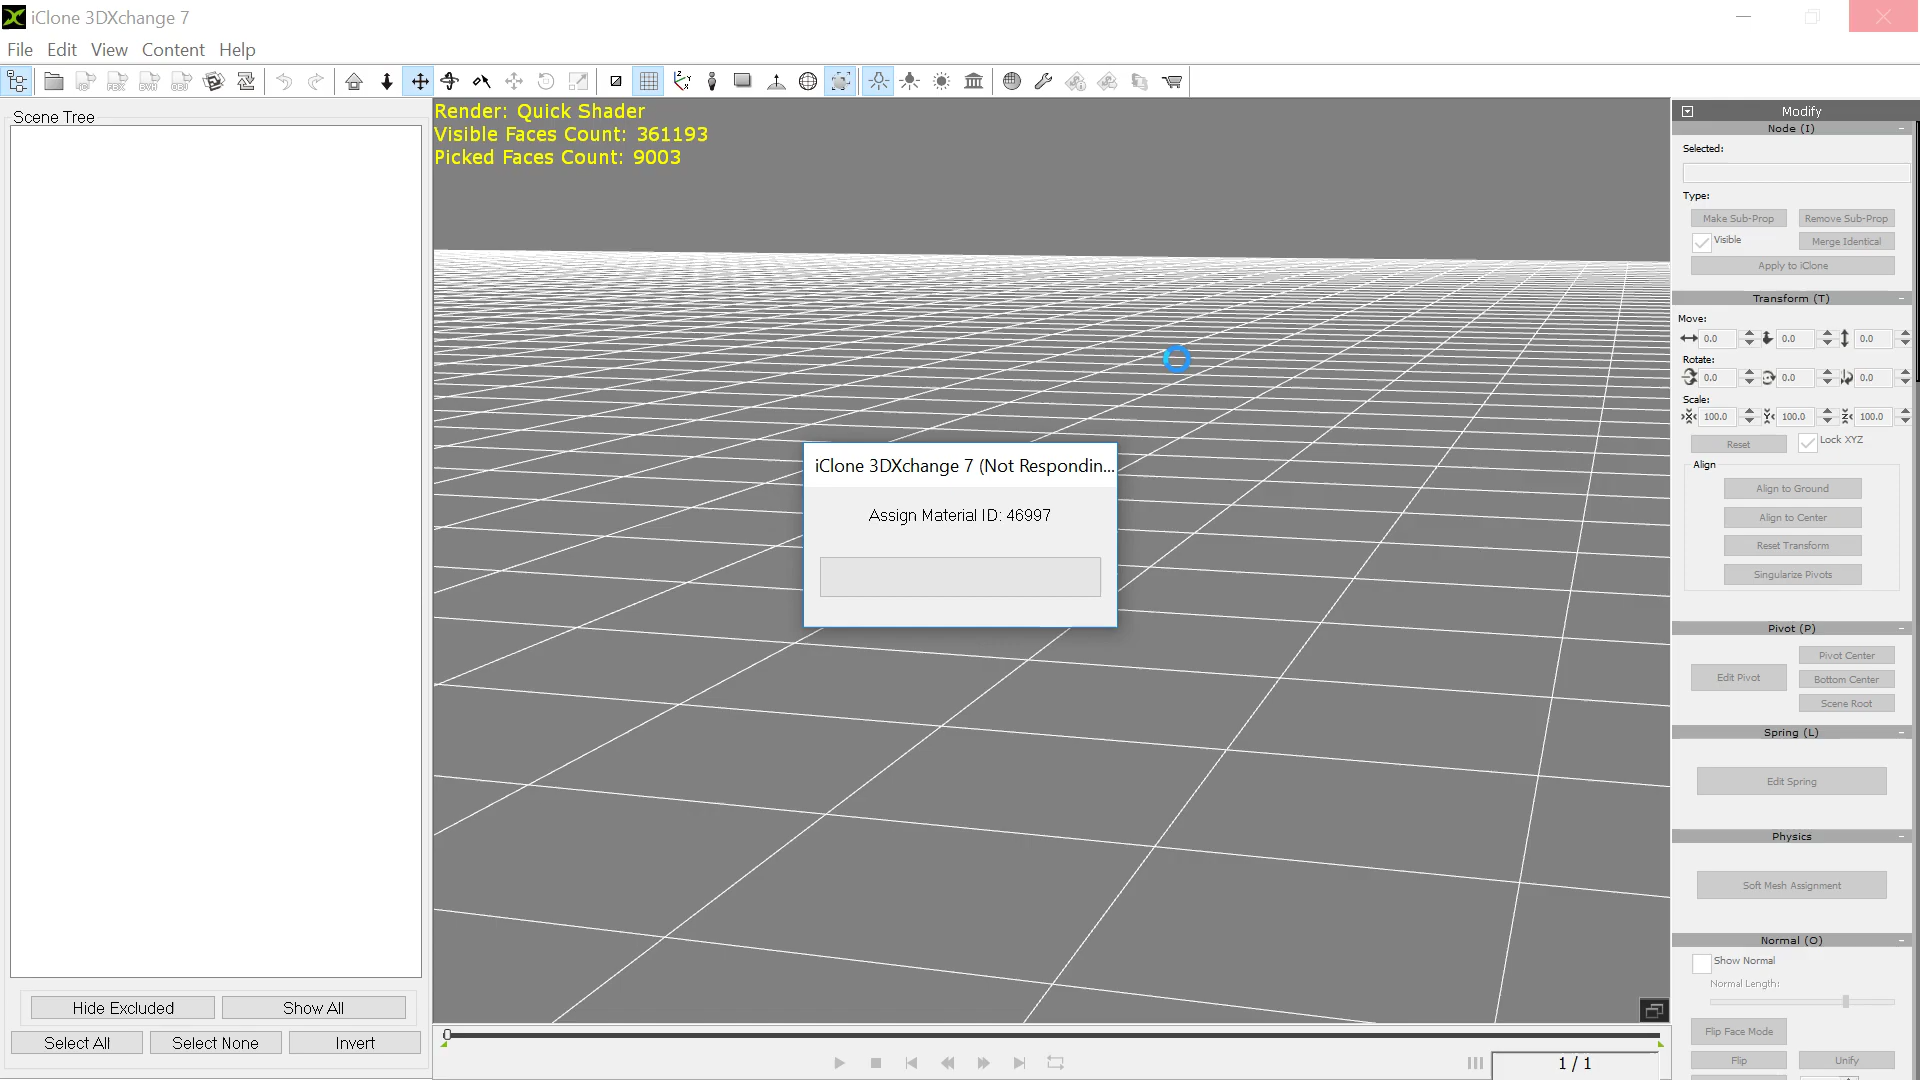 iClone 3DXchange 7
File Edit View Content Help
Scene Tree
Render: Quick Shader
Visible Faces Count: 361193
Picked Faces Count: 9003
iClone 3DXchange 7 (Not Respondin...
Assign Material ID: 46997
Hide Excluded Show All
Select All Select None Invert
1 / 1
Modify
Node (I)
Selected:
Type:
Make Sub-Prop Remove Sub-Prop
Visible Merge Identical
Apply to iClone
Transform (T)
Move:
0.0 0.0 0.0
Rotate:
0.0 0.0 0.0
Scale:
100.0 100.0 100.0
Reset Lock XYZ
Align
Align to Ground
Align to Center
Reset Transform
Singularize Pivots
Pivot (P)
Pivot Center
Edit Pivot Bottom Center
Scene Root
Spring (L)
Edit Spring
Physics
Soft Mesh Assignment
Normal (O)
Show Normal
Normal Length:
Flip Face Mode
Flip Unify